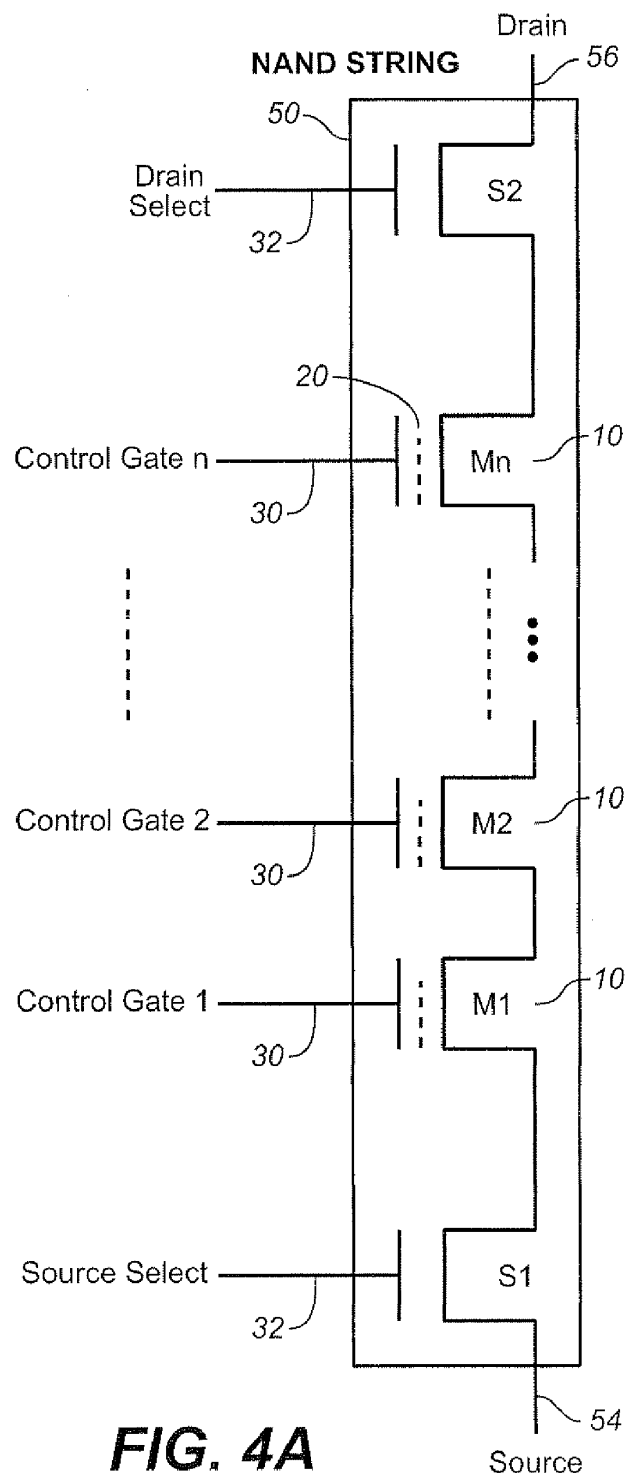 Drain
NAND STRING
56
50
Drain
Select
S2
32
20
Control Gate n
Mn
10
30
Control Gate 2
M2
10
30
Control Gate 1
M1
10
30
Source Select
S1
32
54
FIG. 4A
Source